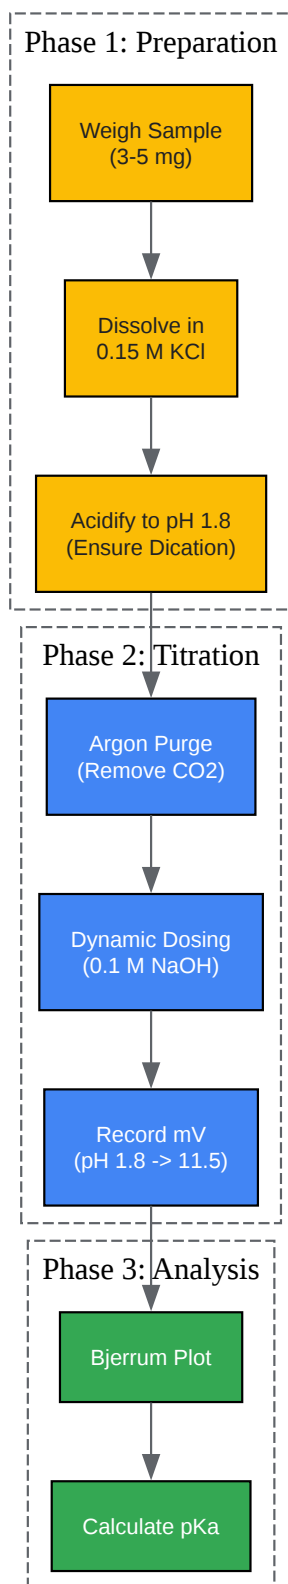 Phase 1: Preparation
Weigh Sample
(3-5 mg)
Dissolve in
0.15 M KCl
Acidify to pH 1.8
(Ensure Dication)
Phase 2: Titration
Argon Purge
(Remove CO2)
Dynamic Dosing
(0.1 M NaOH)
Record mV
(pH 1.8 -> 11.5)
Phase 3: Analysis
Bjerrum Plot
Calculate pKa